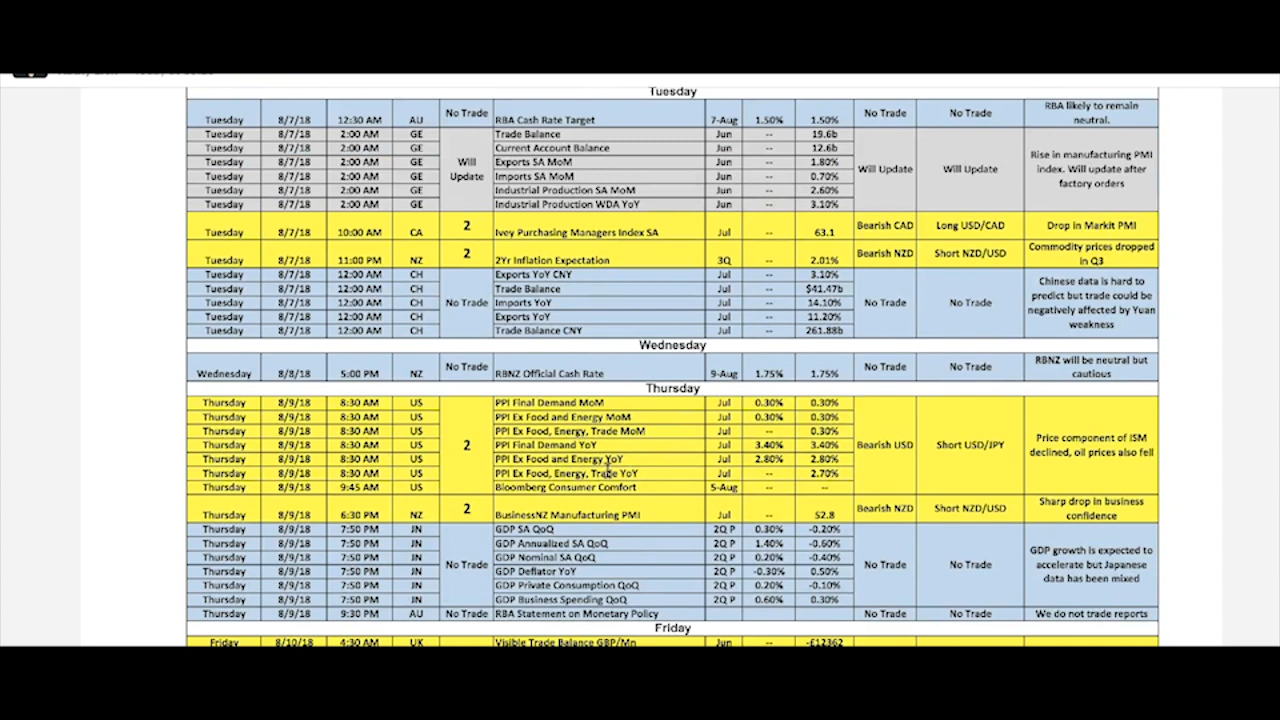 Tuesday
Tuesday 8/7/18 12:30 AM AU No Trade RBA Cash Rate Target 7-Aug 1.50% 1.50% No Trade No Trade RBA likely to remain neutral.
Tuesday 8/7/18 2:00 AM GE Will Update Trade Balance Jun -- 19.6b Will Update Will Update Rise in manufacturing PMI index. Will update after factory orders
Tuesday 8/7/18 2:00 AM GE Current Account Balance Jun -- 12.6b
Tuesday 8/7/18 2:00 AM GE Exports SA MoM Jun -- 1.80%
Tuesday 8/7/18 2:00 AM GE Imports SA MoM Jun -- 0.70%
Tuesday 8/7/18 2:00 AM GE Industrial Production SA MoM Jun -- 2.60%
Tuesday 8/7/18 2:00 AM GE Industrial Production WDA YoY Jun -- 3.10%
Tuesday 8/7/18 10:00 AM CA 2 Ivey Purchasing Managers Index SA Jul -- 63.1 Bearish CAD Long USD/CAD Drop in Markit PMI
Tuesday 8/7/18 11:00 PM NZ 2 2Yr Inflation Expectation 3Q -- 2.01% Bearish NZD Short NZD/USD Commodity prices dropped in Q3
Tuesday 8/7/18 12:00 AM CH No Trade Exports YoY CNY Jul -- 3.10% No Trade No Trade Chinese data is hard to predict but trade could be negatively affected by Yuan weakness
Tuesday 8/7/18 12:00 AM CH Trade Balance Jul -- $41.47b
Tuesday 8/7/18 12:00 AM CH Imports YoY Jul -- 14.10%
Tuesday 8/7/18 12:00 AM CH Exports YoY Jul -- 11.20%
Tuesday 8/7/18 12:00 AM CH Trade Balance CNY Jul -- 261.88b
Wednesday
Wednesday 8/8/18 5:00 PM NZ No Trade RBNZ Official Cash Rate 9-Aug 1.75% 1.75% No Trade No Trade RBNZ will be neutral but cautious
Thursday
Thursday 8/9/18 8:30 AM US 2 PPI Final Demand MoM Jul 0.30% 0.30% Bearish USD Short USD/JPY Price component of ISM declined, oil prices also fell
Thursday 8/9/18 8:30 AM US PPI Ex Food and Energy MoM Jul 0.30% 0.30%
Thursday 8/9/18 8:30 AM US PPI Ex Food, Energy, Trade MoM Jul -- 0.30%
Thursday 8/9/18 8:30 AM US PPI Final Demand YoY Jul 3.40% 3.40%
Thursday 8/9/18 8:30 AM US PPI Ex Food and Energy YoY Jul 2.80% 2.80%
Thursday 8/9/18 8:30 AM US PPI Ex Food, Energy, Trade YoY Jul -- 2.70%
Thursday 8/9/18 9:45 AM US Bloomberg Consumer Comfort 5-Aug -- --
Thursday 8/9/18 6:30 PM NZ 2 BusinessNZ Manufacturing PMI Jul -- 52.8 Bearish NZD Short NZD/USD Sharp drop in business confidence
Thursday 8/9/18 7:50 PM JN No Trade GDP SA QoQ 2Q P 0.30% -0.20% No Trade No Trade GDP growth is expected to accelerate but Japanese data has been mixed
Thursday 8/9/18 7:50 PM JN GDP Annualized SA QoQ 2Q P 1.40% -0.60%
Thursday 8/9/18 7:50 PM JN GDP Nominal SA QoQ 2Q P 0.20% -0.40%
Thursday 8/9/18 7:50 PM JN GDP Deflator YoY 2Q P -0.30% 0.50%
Thursday 8/9/18 7:50 PM JN GDP Private Consumption QoQ 2Q P 0.20% -0.10%
Thursday 8/9/18 7:50 PM JN GDP Business Spending QoQ 2Q P 0.60% 0.30%
Thursday 8/9/18 9:30 PM AU No Trade RBA Statement on Monetary Policy No Trade No Trade We do not trade reports
Friday
Friday 8/10/18 4:30 AM UK Visible Trade Balance GBP/Mn Jun -- -£12362